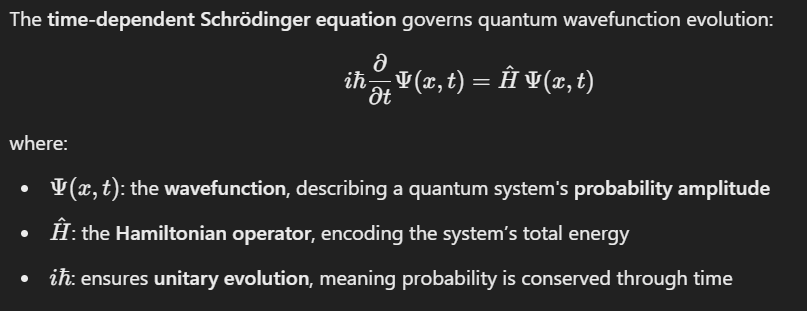 The time-dependent Schrödinger equation governs quantum wavefunction evolution:
iħ ∂/∂t Ψ(x, t) = Ĥ Ψ(x, t)
where:
• Ψ(x, t): the wavefunction, describing a quantum system's probability amplitude
• Ĥ: the Hamiltonian operator, encoding the system’s total energy
• iħ: ensures unitary evolution, meaning probability is conserved through time